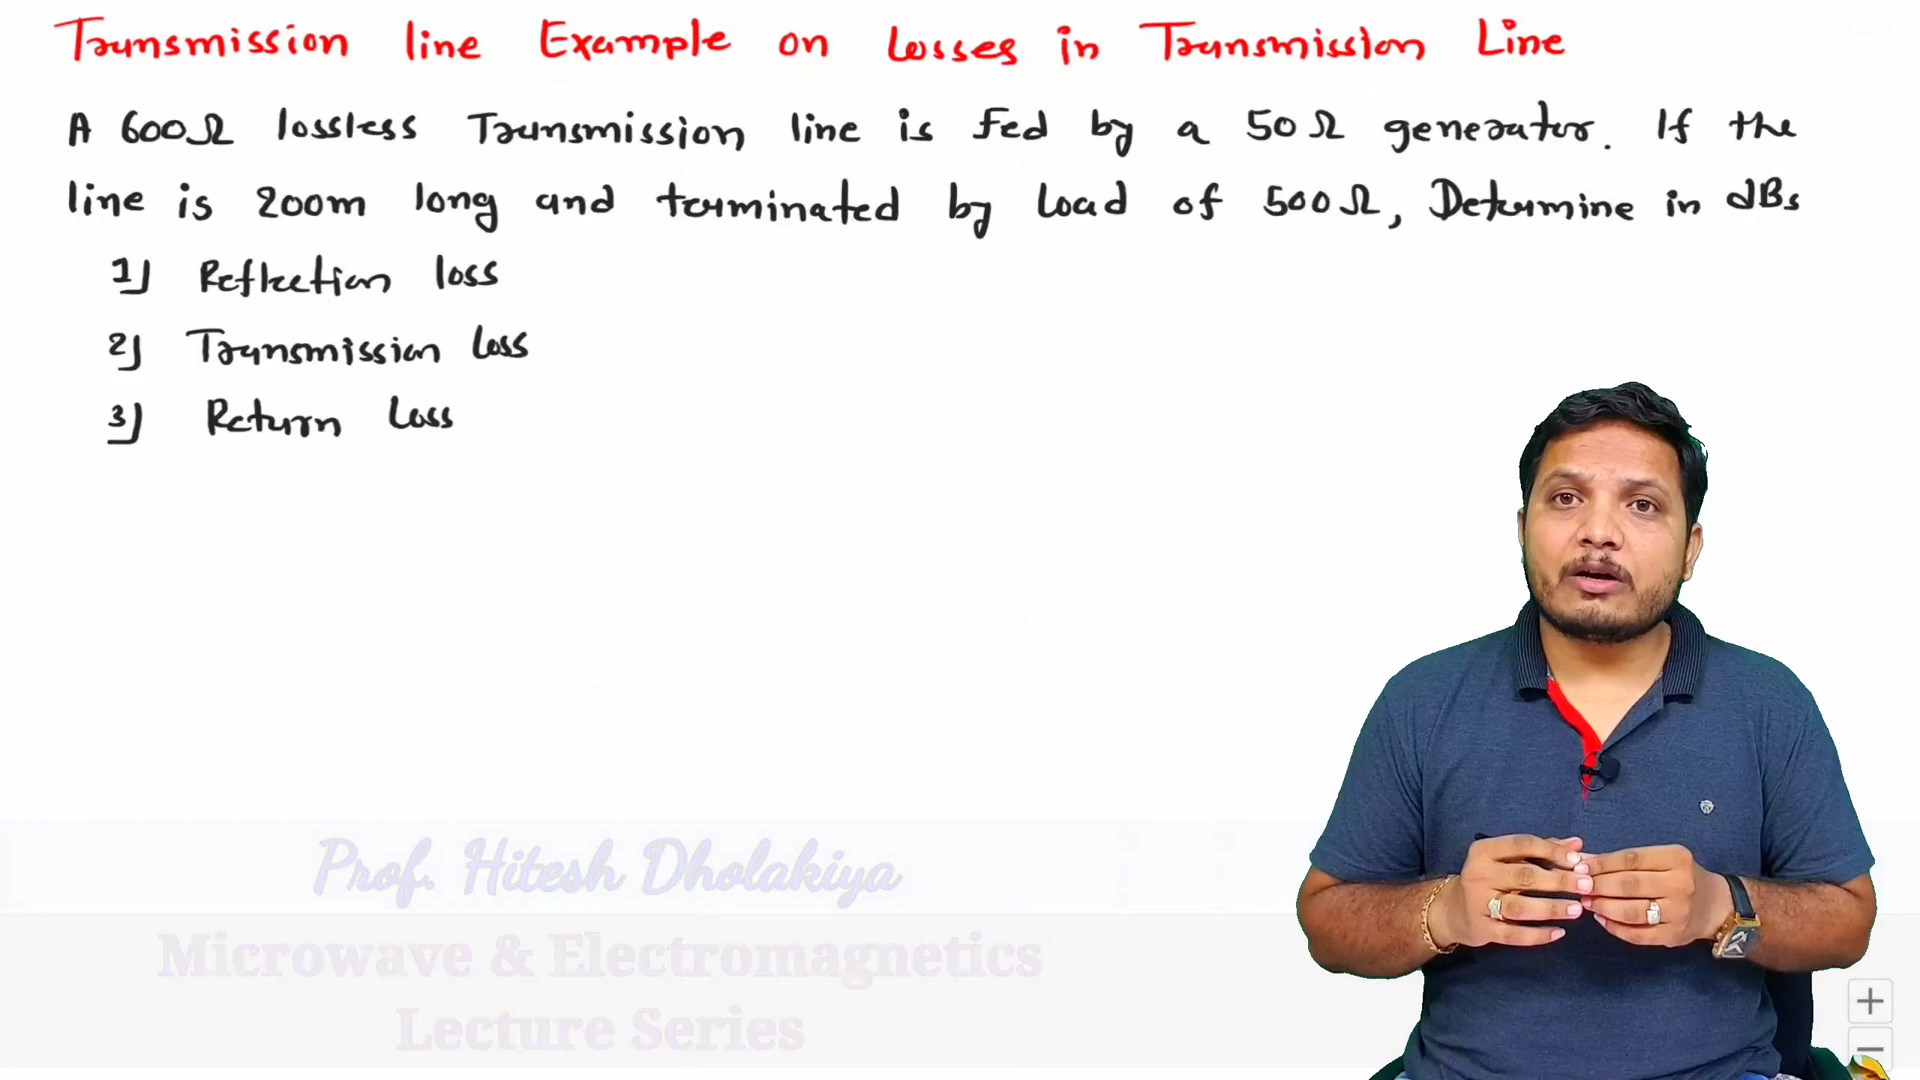 Transmission line Example on Losses in Transmission Line
A 600Ω lossless Transmission line is fed by a 50Ω generator. If the
line is 200m long and terminated by load of 500Ω, Determine in dBs
1) Reflection loss
2) Transmission Loss
3) Return Loss
Prof. Hitesh Dholakiya
Microwave & Electromagnetics
Lecture Series